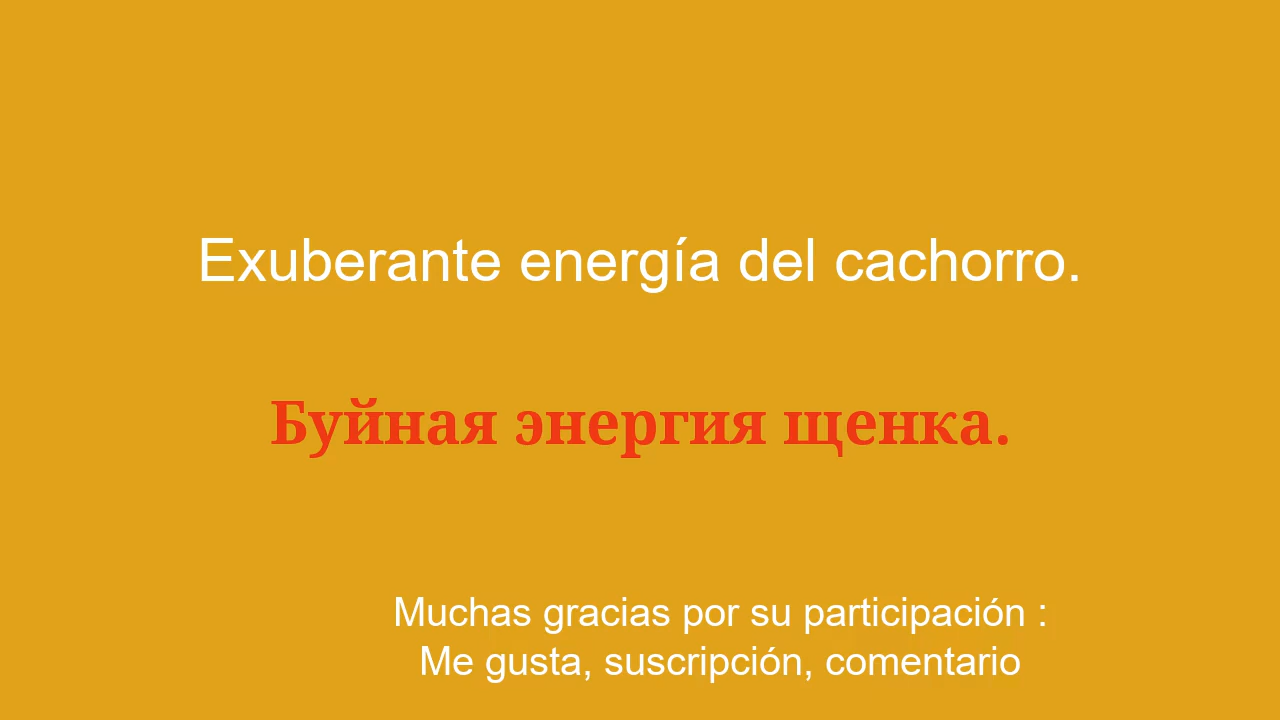 Exuberante energía del cachorro.
Буйная энергия щенка.
Muchas gracias por su participación :
Me gusta, suscripción, comentario